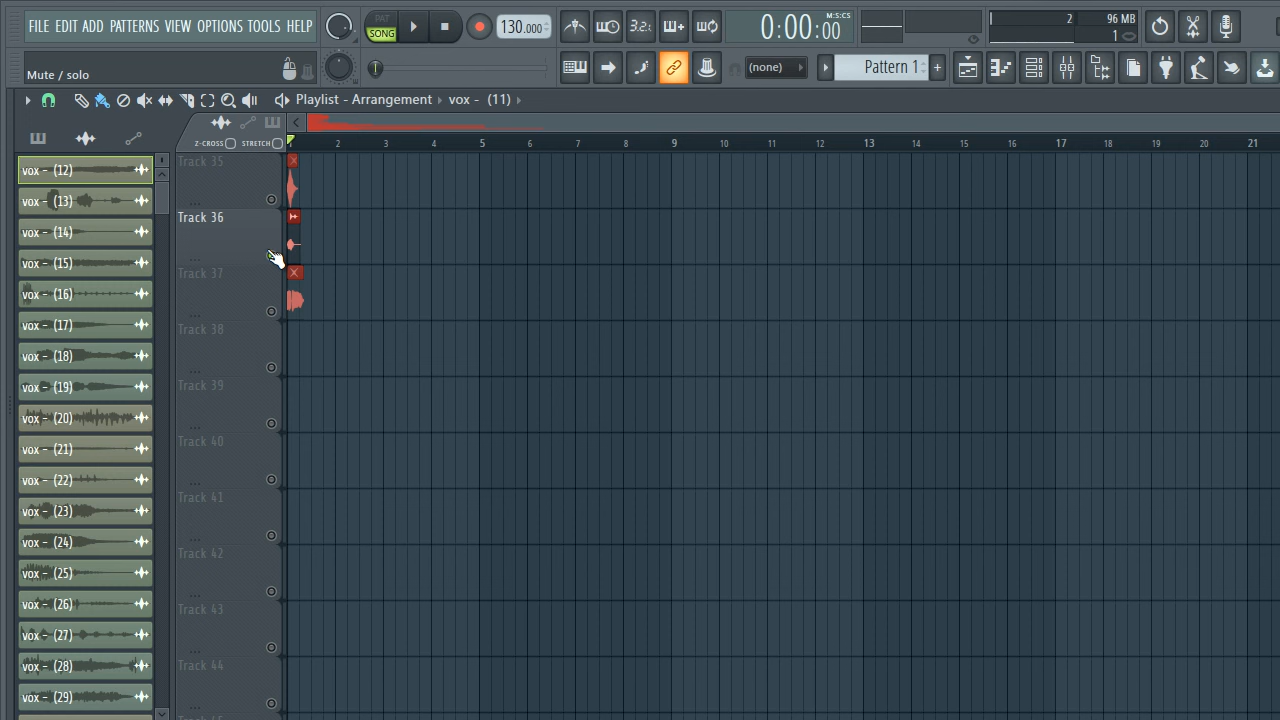 FILE EDIT ADD PATTERNS VIEW OPTIONS TOOLS HELP
PAT
SONG
130.000
3.2.
0:00:00
M:S:CS
2
96 MB
1
Mute / solo
(none)
Pattern 1
+
Playlist - Arrangement › vox - (11) ›
Z-CROSS
STRETCH
2 3 4 5 6 7 8 9 10 11 12 13 14 15 16 17 18 19 20 21
vox - (12)
vox - (13)
vox - (14)
vox - (15)
vox - (16)
vox - (17)
vox - (18)
vox - (19)
vox - (20)
vox - (21)
vox - (22)
vox - (23)
vox - (24)
vox - (25)
vox - (26)
vox - (27)
vox - (28)
vox - (29)
Track 35
...
Track 36
...
Track 37
...
Track 38
...
Track 39
...
Track 40
...
Track 41
...
Track 42
...
Track 43
...
Track 44
...